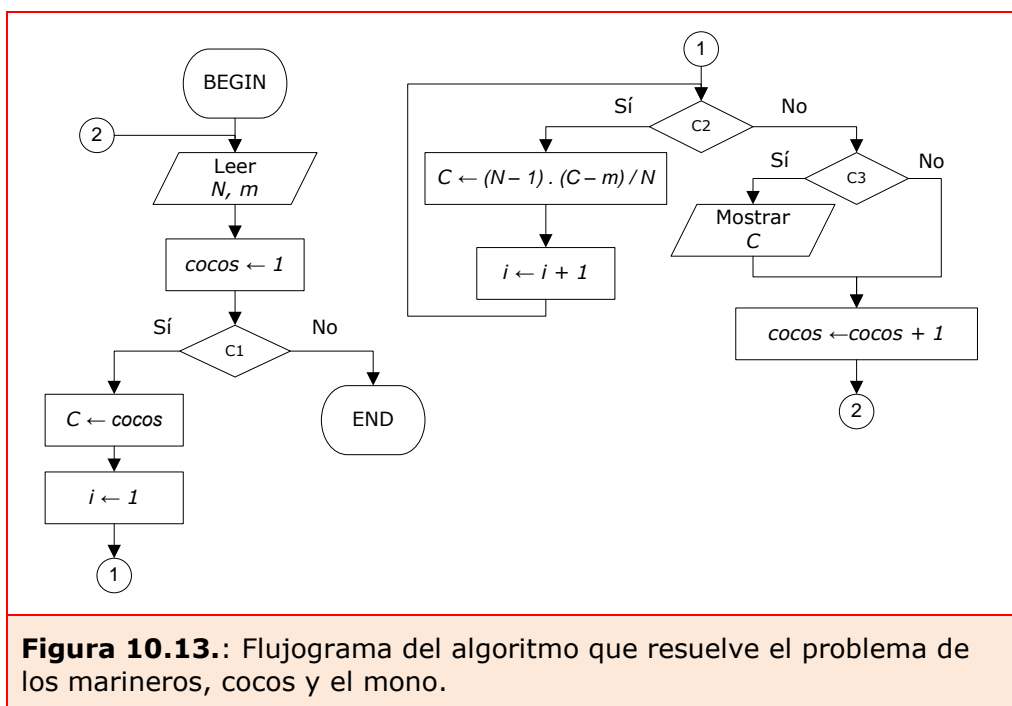 BEGIN
2
Leer
N, m
cocos ← 1
Sí
No
C1
C ← cocos
END
i ← 1
1
1
Sí
No
C2
C ← (N – 1) . (C – m) / N
Sí
No
C3
Mostrar
C
i ← i + 1
cocos ←cocos + 1
2
Figura 10.13.: Flujograma del algoritmo que resuelve el problema de
los marineros, cocos y el mono.